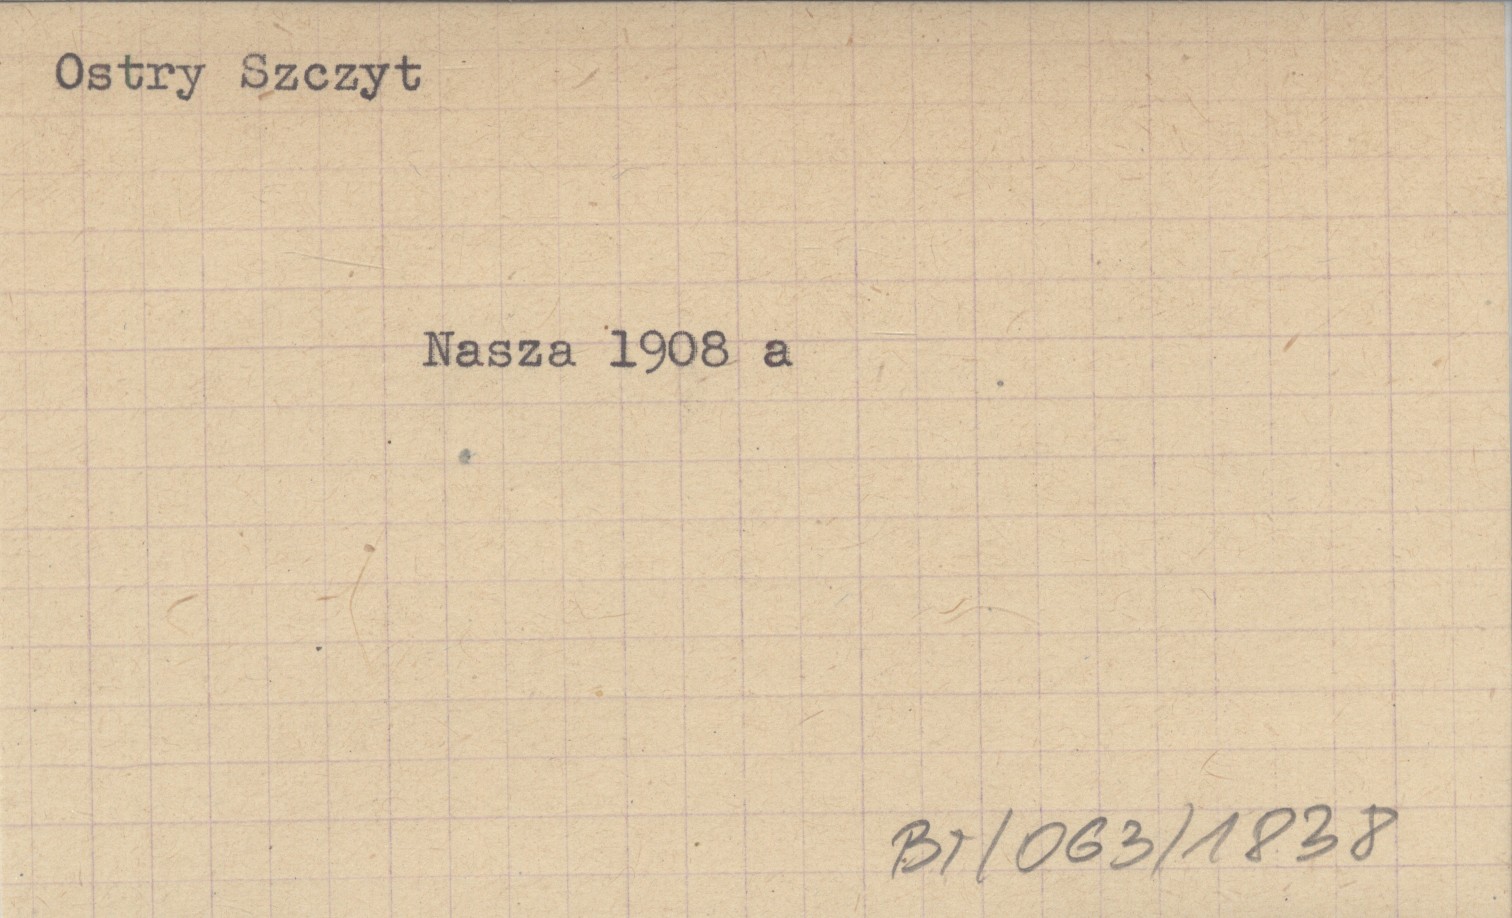 Ostry Szczyt
Nasza 1908 a
BT/063/1838